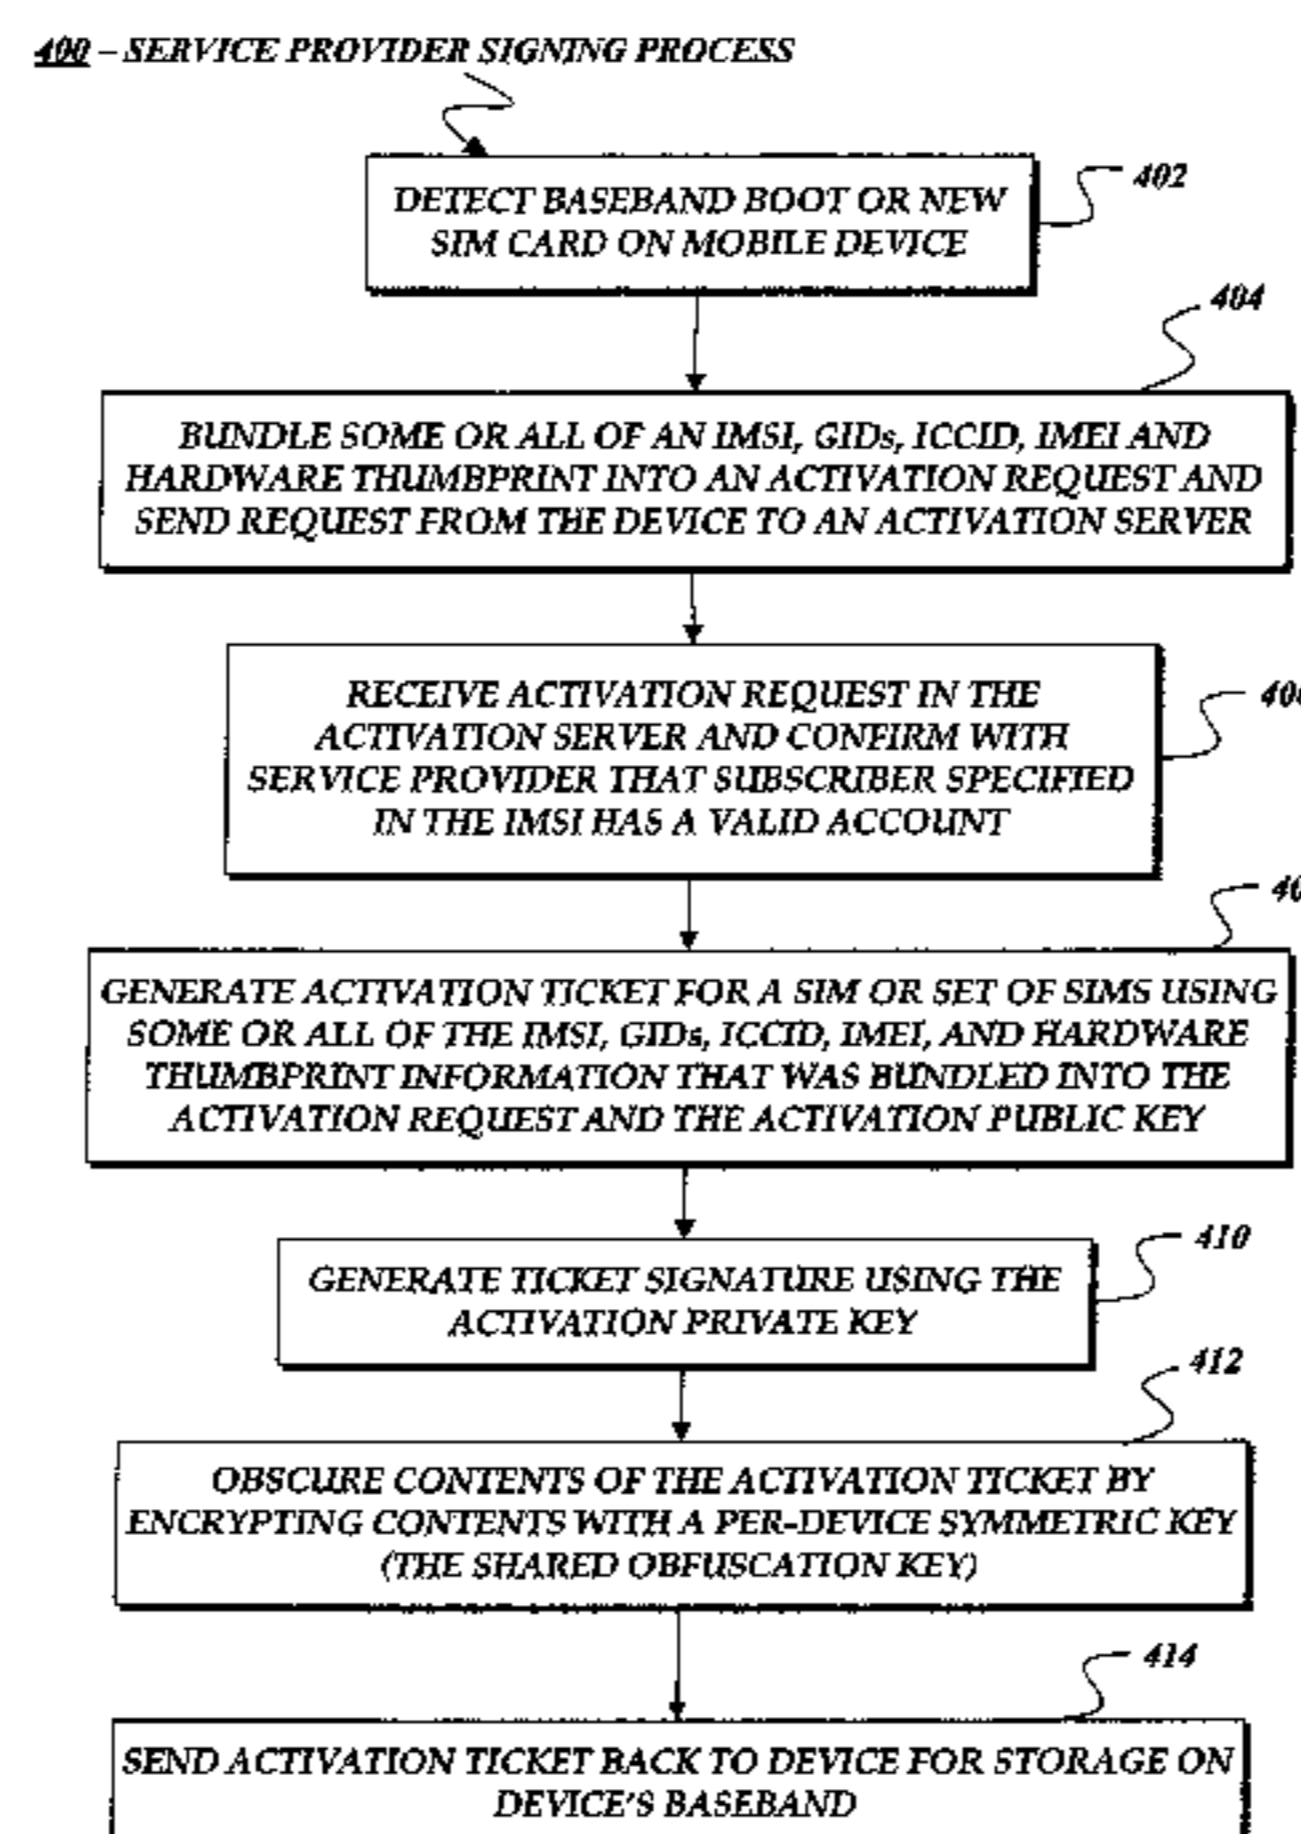 400 – SERVICE PROVIDER SIGNING PROCESS
402
DETECT BASEBAND BOOT OR NEW
SIM CARD ON MOBILE DEVICE
404
BUNDLE SOME OR ALL OF AN IMSI, GIDs, ICCID, IMEI AND
HARDWARE THUMBPRINT INTO AN ACTIVATION REQUEST AND
SEND REQUEST FROM THE DEVICE TO AN ACTIVATION SERVER
RECEIVE ACTIVATION REQUEST IN THE
ACTIVATION SERVER AND CONFIRM WITH
SERVICE PROVIDER THAT SUBSCRIBER SPECIFIED
IN THE IMSI HAS A VALID ACCOUNT
GENERATE ACTIVATION TICKET FOR A SIM OR SET OF SIMS USING
SOME OR ALL OF THE IMSI, GIDs, ICCID, IMEI, AND HARDWARE
THUMBPRINT INFORMATION THAT WAS BUNDLED INTO THE
ACTIVATION REQUEST AND THE ACTIVATION PUBLIC KEY
410
GENERATE TICKET SIGNATURE USING THE
ACTIVATION PRIVATE KEY
412
OBSCURE CONTENTS OF THE ACTIVATION TICKET BY
ENCRYPTING CONTENTS WITH A PER-DEVICE SYMMETRIC KEY
(THE SHARED OBFUSCATION KEY)
414
SEND ACTIVATION TICKET BACK TO DEVICE FOR STORAGE ON
DEVICE'S BASEBAND